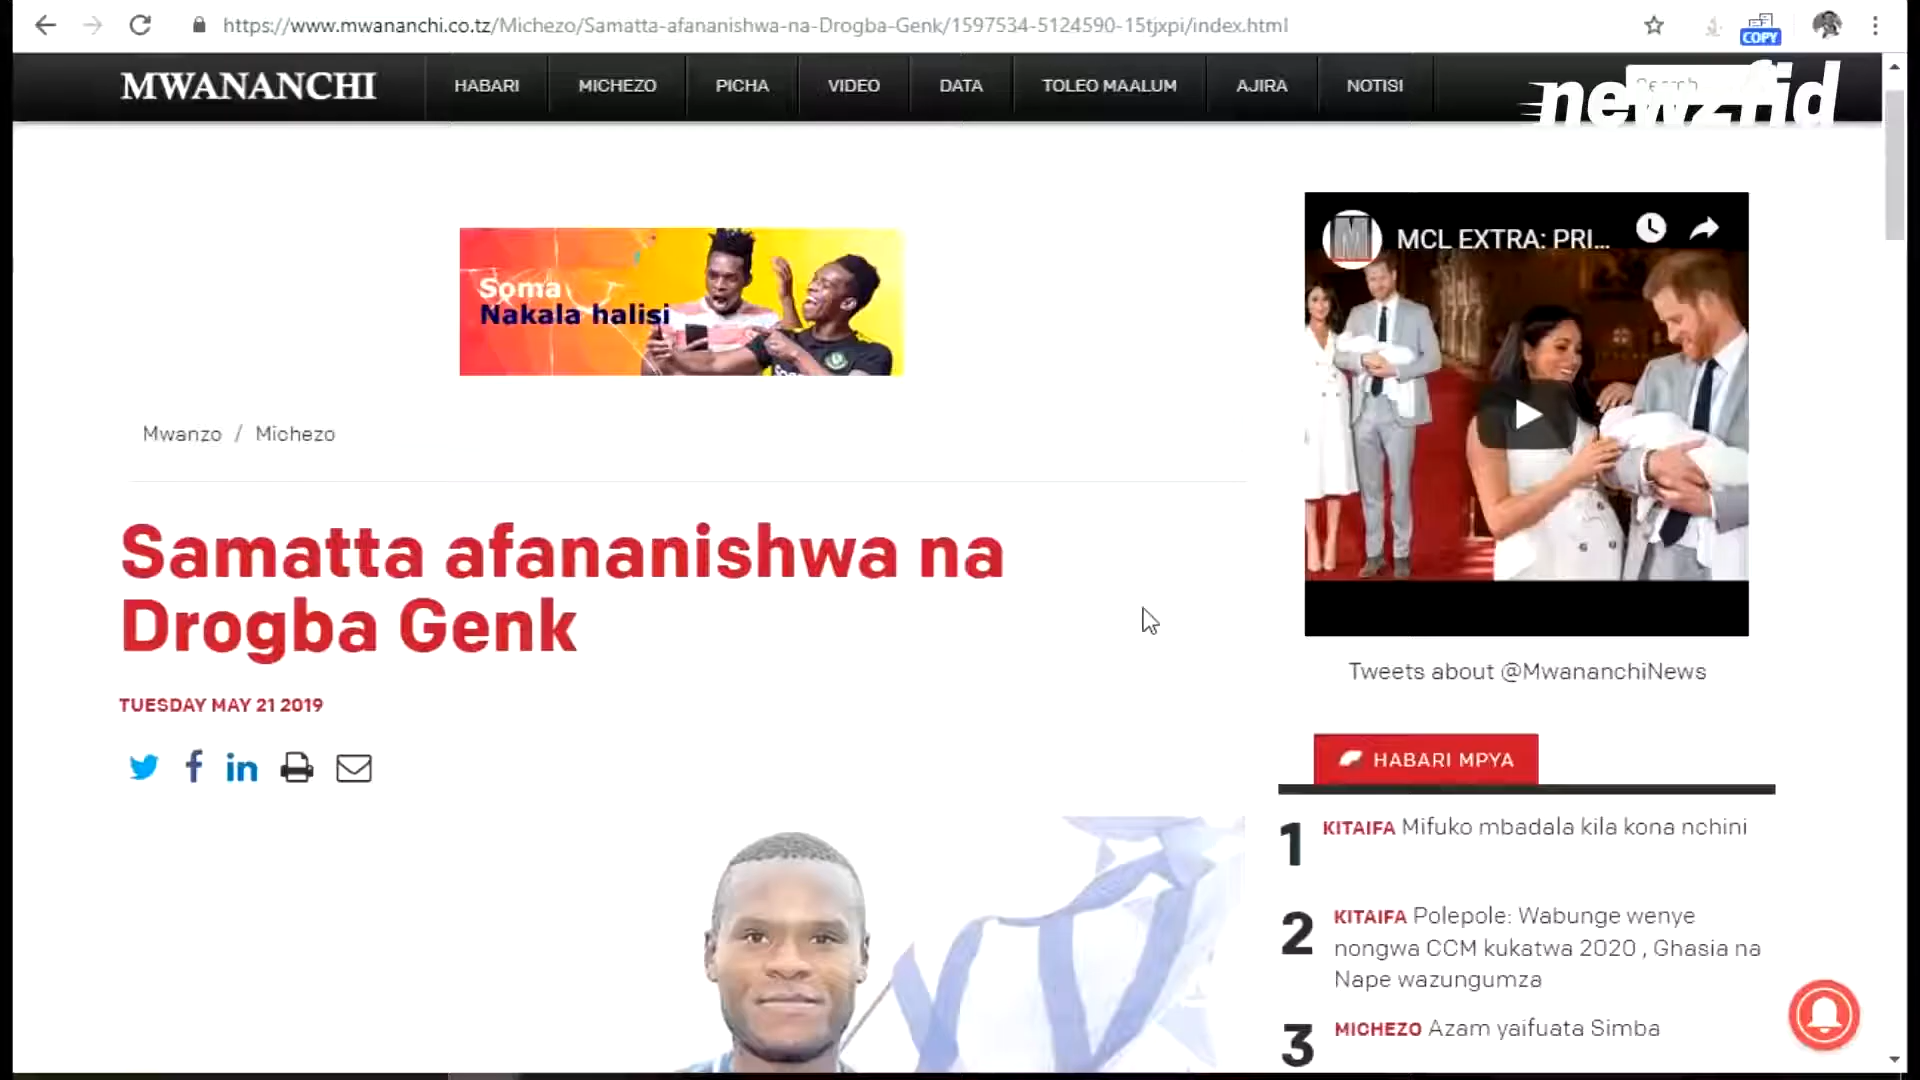 https://www.mwananchi.co.tz/Michezo/Samatta-afananishwa-na-Drogba-Genk/1597534-5124590-15tjxpi/index.html
COPY
MWANANCHI
HABARI
MICHEZO
PICHA
VIDEO
DATA
TOLEO MAALUM
AJIRA
NOTISI
Search
newzfid
Soma
Nakala halisi
M
MCL EXTRA: PRI...
Mwanzo / Michezo
Samatta afananishwa na
Drogba Genk
TUESDAY MAY 21 2019
Tweets about @MwananchiNews
HABARI MPYA
1 KITAIFA Mifuko mbadala kila kona nchini
2 KITAIFA Polepole: Wabunge wenye
nongwa CCM kukatwa 2020 , Ghasia na
Nape wazungumza
3 MICHEZO Azam yaifuata Simba